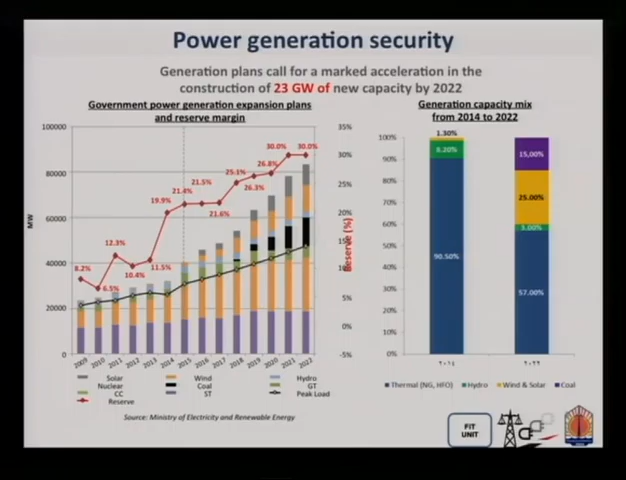 Power generation security
Generation plans call for a marked acceleration in the
construction of 23 GW of new capacity by 2022
Government power generation expansion plans
and reserve margin
100000
80000
60000
40000
20000
0
MW
35%
30%
25%
20%
15%
10%
5%
0%
-5%
Reserve (%)
8.2%
6.5%
12.3%
10.4%
11.5%
19.9%
21.4%
21.5%
21.6%
25.1%
26.3%
26.8%
30.0%
30.0%
2009 2010 2011 2012 2013 2014 2015 2016 2017 2018 2019 2020 2021 2022
Solar Wind Hydro
Nuclear Coal GT
CC ST Peak Load
Reserve
Source: Ministry of Electricity and Renewable Energy
Generation capacity mix
from 2014 to 2022
100%
90%
80%
70%
60%
50%
40%
30%
20%
10%
0%
1.30%
8.20%
90.50%
15,00%
25.00%
3.00%
57.00%
٢٠١٤ ٢٠٢٢
Thermal (NG, HFO) Hydro Wind & Solar Coal
FIT
UNIT